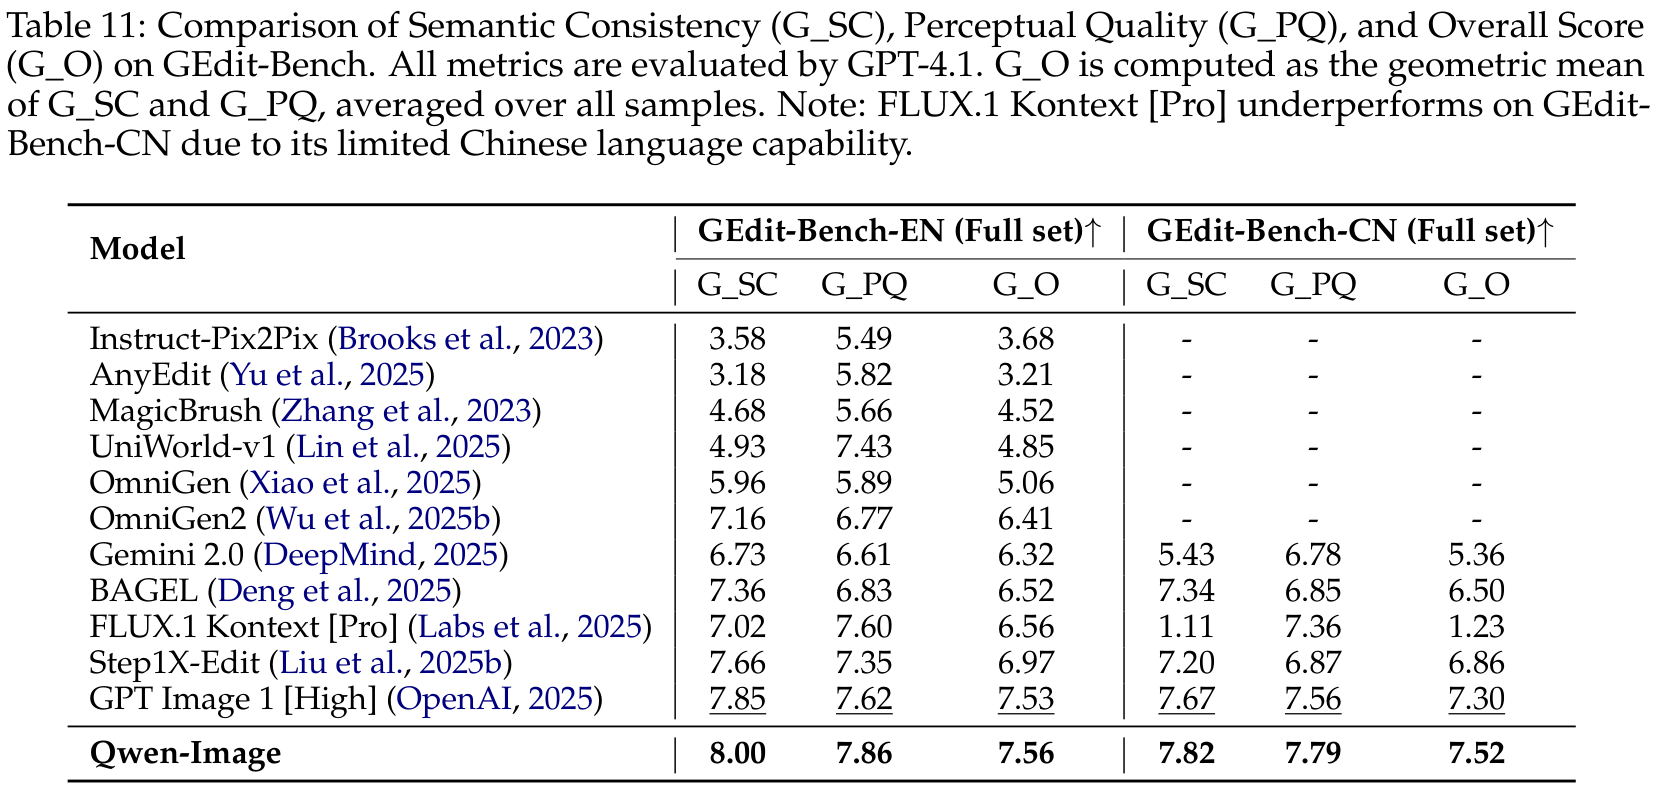 Table 11: Comparison of Semantic Consistency (G_SC), Perceptual Quality (G_PQ), and Overall Score
(G_O) on GEdit-Bench. All metrics are evaluated by GPT-4.1. G_O is computed as the geometric mean
of G_SC and G_PQ, averaged over all samples. Note: FLUX.1 Kontext [Pro] underperforms on GEdit-
Bench-CN due to its limited Chinese language capability.
Model GEdit-Bench-EN (Full set)↑ GEdit-Bench-CN (Full set)↑
G_SC G_PQ G_O G_SC G_PQ G_O
Instruct-Pix2Pix (Brooks et al., 2023) 3.58 5.49 3.68 - - -
AnyEdit (Yu et al., 2025) 3.18 5.82 3.21 - - -
MagicBrush (Zhang et al., 2023) 4.68 5.66 4.52 - - -
UniWorld-v1 (Lin et al., 2025) 4.93 7.43 4.85 - - -
OmniGen (Xiao et al., 2025) 5.96 5.89 5.06 - - -
OmniGen2 (Wu et al., 2025b) 7.16 6.77 6.41 - - -
Gemini 2.0 (DeepMind, 2025) 6.73 6.61 6.32 5.43 6.78 5.36
BAGEL (Deng et al., 2025) 7.36 6.83 6.52 7.34 6.85 6.50
FLUX.1 Kontext [Pro] (Labs et al., 2025) 7.02 7.60 6.56 1.11 7.36 1.23
Step1X-Edit (Liu et al., 2025b) 7.66 7.35 6.97 7.20 6.87 6.86
GPT Image 1 [High] (OpenAI, 2025) 7.85 7.62 7.53 7.67 7.56 7.30
Qwen-Image 8.00 7.86 7.56 7.82 7.79 7.52